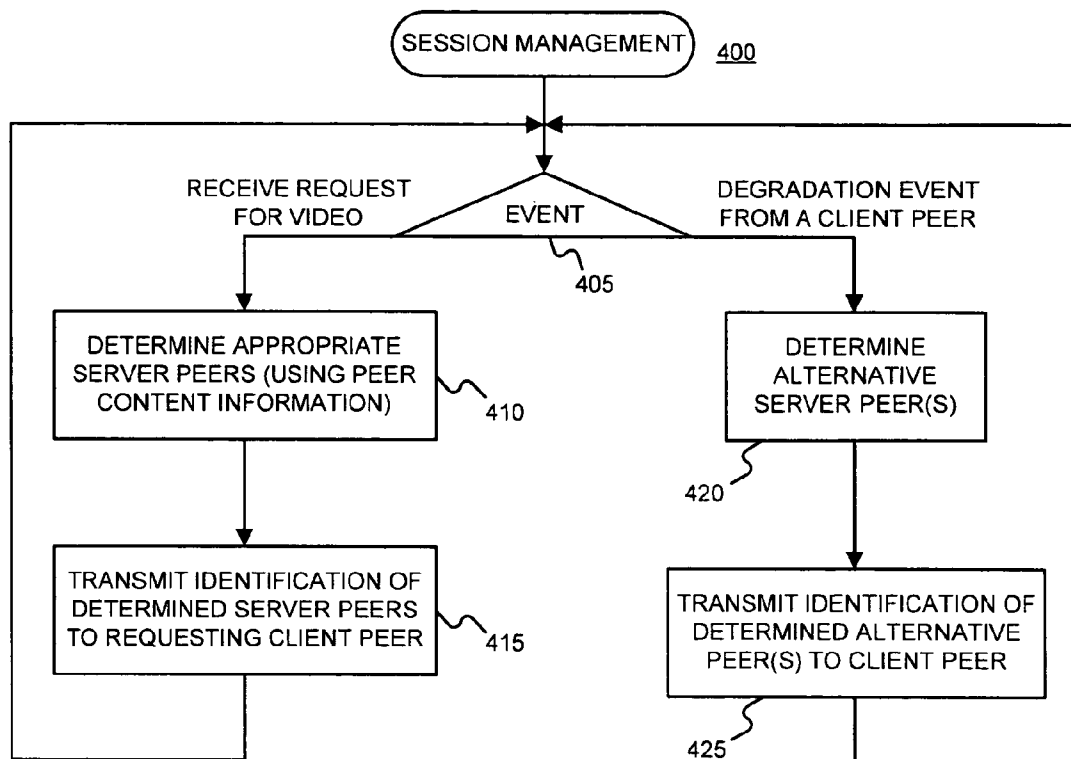 SESSION MANAGEMENT
400
RECEIVE REQUEST
FOR VIDEO
EVENT
DEGRADATION EVENT
FROM A CLIENT PEER
405
DETERMINE APPROPRIATE
SERVER PEERS (USING PEER
CONTENT INFORMATION)
410
DETERMINE
ALTERNATIVE
SERVER PEER(S)
420
TRANSMIT IDENTIFICATION OF
DETERMINED SERVER PEERS
TO REQUESTING CLIENT PEER
415
TRANSMIT IDENTIFICATION OF
DETERMINED ALTERNATIVE
PEER(S) TO CLIENT PEER
425